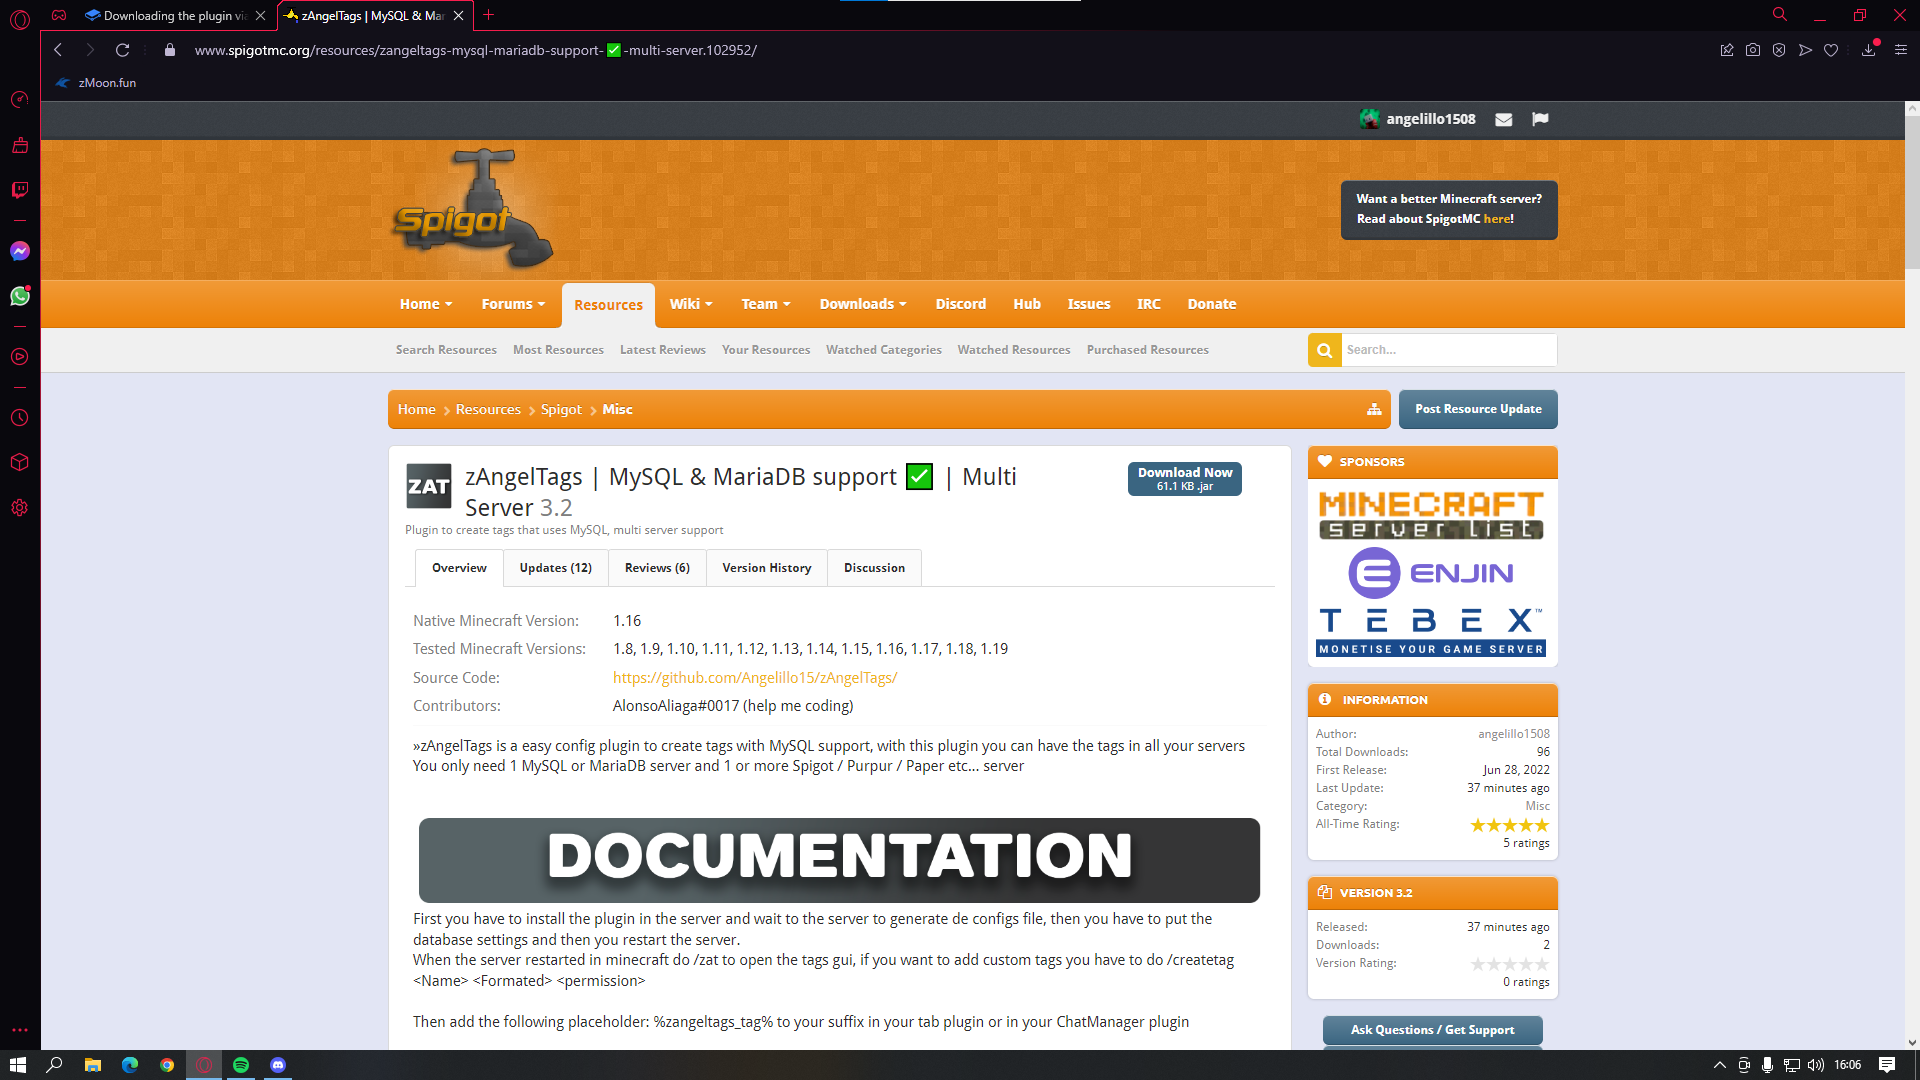 Downloading the plugin via
zAngelTags | MySQL & Mar
www.spigotmc.org/resources/zangeltags-mysql-mariadb-support-✅-multi-server.102952/
zMoon.fun
angelillo1508
Spigot
Want a better Minecraft server?
Read about SpigotMC here!
Home Forums Resources Wiki Team Downloads Discord Hub Issues IRC Donate
Search Resources Most Resources Latest Reviews Your Resources Watched Categories Watched Resources Purchased Resources
Search...
Home Resources Spigot Misc
Post Resource Update
ZAT
zAngelTags | MySQL & MariaDB support ✅ | Multi
Server 3.2
Plugin to create tags that uses MySQL, multi server support
Download Now
61.1 KB .jar
Overview Updates (12) Reviews (6) Version History Discussion
Native Minecraft Version: 1.16
Tested Minecraft Versions: 1.8, 1.9, 1.10, 1.11, 1.12, 1.13, 1.14, 1.15, 1.16, 1.17, 1.18, 1.19
Source Code: https://github.com/Angelillo15/zAngelTags/
Contributors: AlonsoAliaga#0017 (help me coding)
»zAngelTags is a easy config plugin to create tags with MySQL support, with this plugin you can have the tags in all your servers
You only need 1 MySQL or MariaDB server and 1 or more Spigot / Purpur / Paper etc... server
DOCUMENTATION
First you have to install the plugin in the server and wait to the server to generate de configs file, then you have to put the
database settings and then you restart the server.
When the server restarted in minecraft do /zat to open the tags gui, if you want to add custom tags you have to do /createtag
<Name> <Formated> <permission>
Then add the following placeholder: %zangeltags_tag% to your suffix in your tab plugin or in your ChatManager plugin
SPONSORS
MINECRAFT
server list
ENJIN
TEBEX™
MONETISE YOUR GAME SERVER
INFORMATION
Author: angelillo1508
Total Downloads: 96
First Release: Jun 28, 2022
Last Update: 37 minutes ago
Category: Misc
All-Time Rating:
5 ratings
VERSION 3.2
Released: 37 minutes ago
Downloads: 2
Version Rating:
0 ratings
Ask Questions / Get Support
16:06